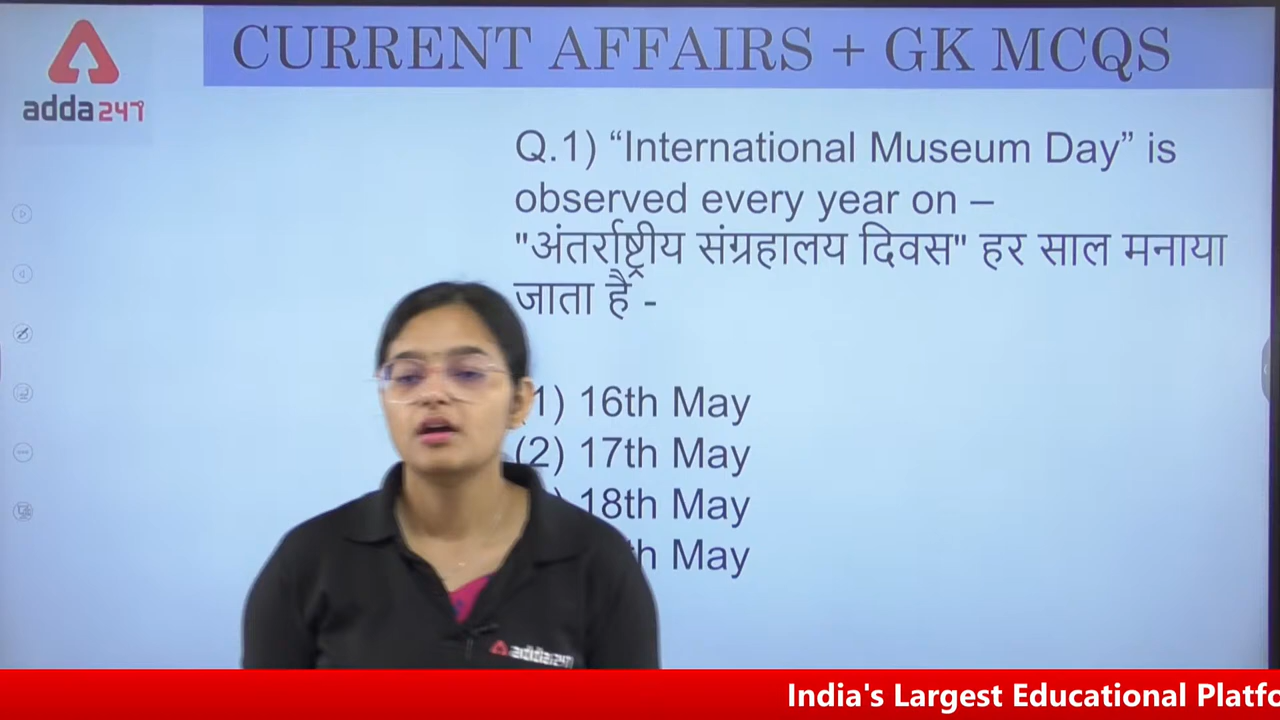 CURRENT AFFAIRS + GK MCQS
adda247
Q.1) “International Museum Day” is
observed every year on –
"अंतर्राष्ट्रीय संग्रहालय दिवस" हर साल मनाया
जाता है -
1) 16th May
(2) 17th May
) 18th May
h May
adda247
India's Largest Educational Platfo